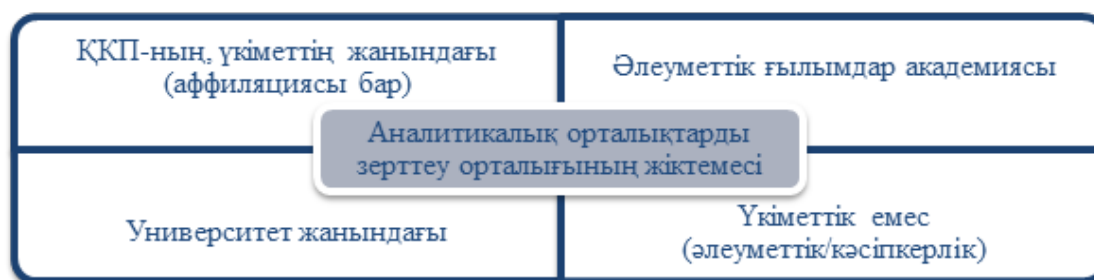 ҚКП-ның, үкіметтің жанындағы
(аффиляциясы бар)
Әлеуметтік ғылымдар академиясы
Аналитикалық орталықтарды
зерттеу орталығының жіктемесі
Университет жанындағы
Үкіметтік емес
(әлеуметтік/кәсіпкерлік)